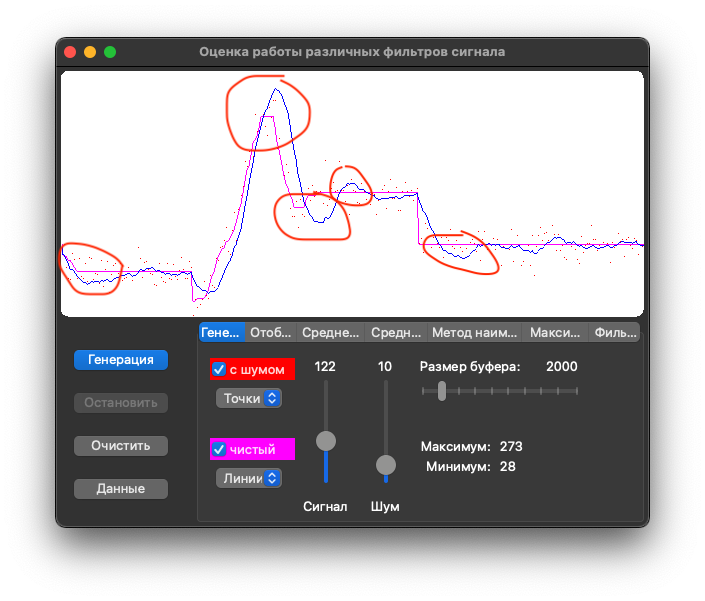 Оценка работы различных фильтров сигнала
Гене... Отоб... Средне... Средн... Метод наим... Макси... Филь...
Генерация
Остановить
Очистить
Данные
с шумом
Точки
чистый
Линии
122 10
Сигнал Шум
Размер буфера: 2000
Максимум: 273
Минимум: 28